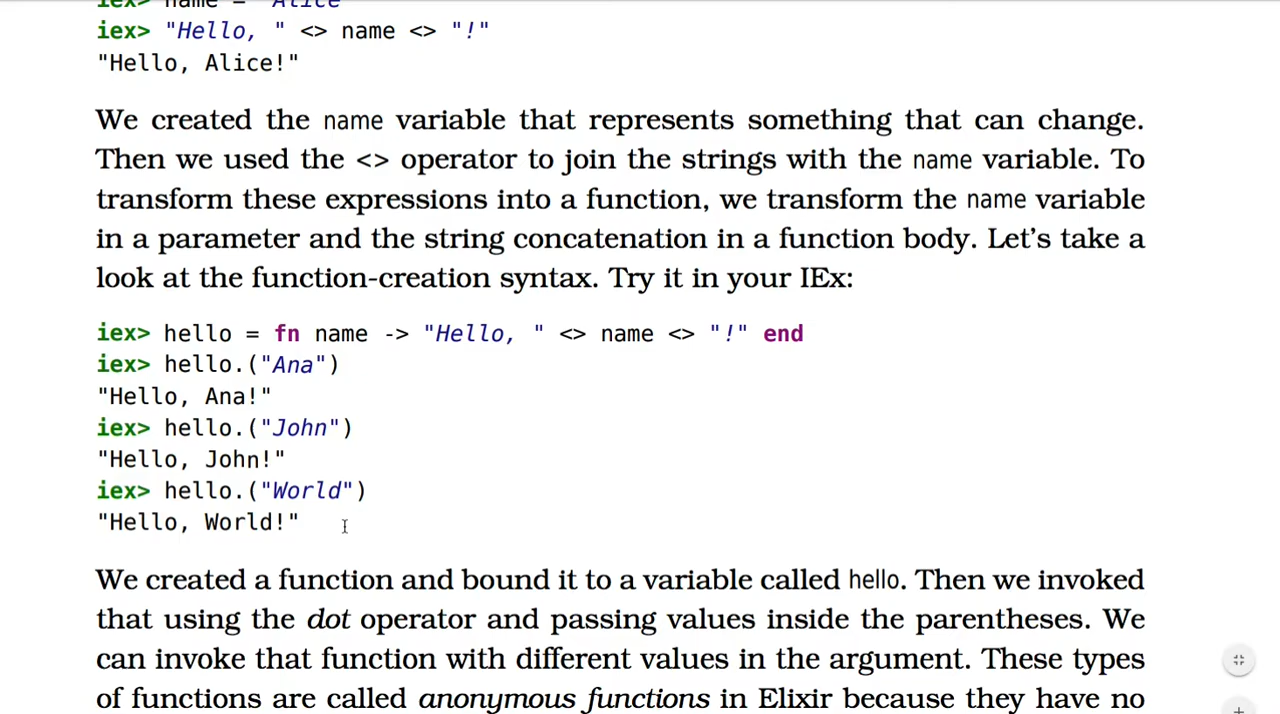 iex> name = "Alice"
iex> "Hello, " <> name <> "!"
"Hello, Alice!"
We created the name variable that represents something that can change.
Then we used the <> operator to join the strings with the name variable. To
transform these expressions into a function, we transform the name variable
in a parameter and the string concatenation in a function body. Let’s take a
look at the function-creation syntax. Try it in your IEx:
iex> hello = fn name -> "Hello, " <> name <> "!" end
iex> hello.("Ana")
"Hello, Ana!"
iex> hello.("John")
"Hello, John!"
iex> hello.("World")
"Hello, World!"
We created a function and bound it to a variable called hello. Then we invoked
that using the dot operator and passing values inside the parentheses. We
can invoke that function with different values in the argument. These types
of functions are called anonymous functions in Elixir because they have no